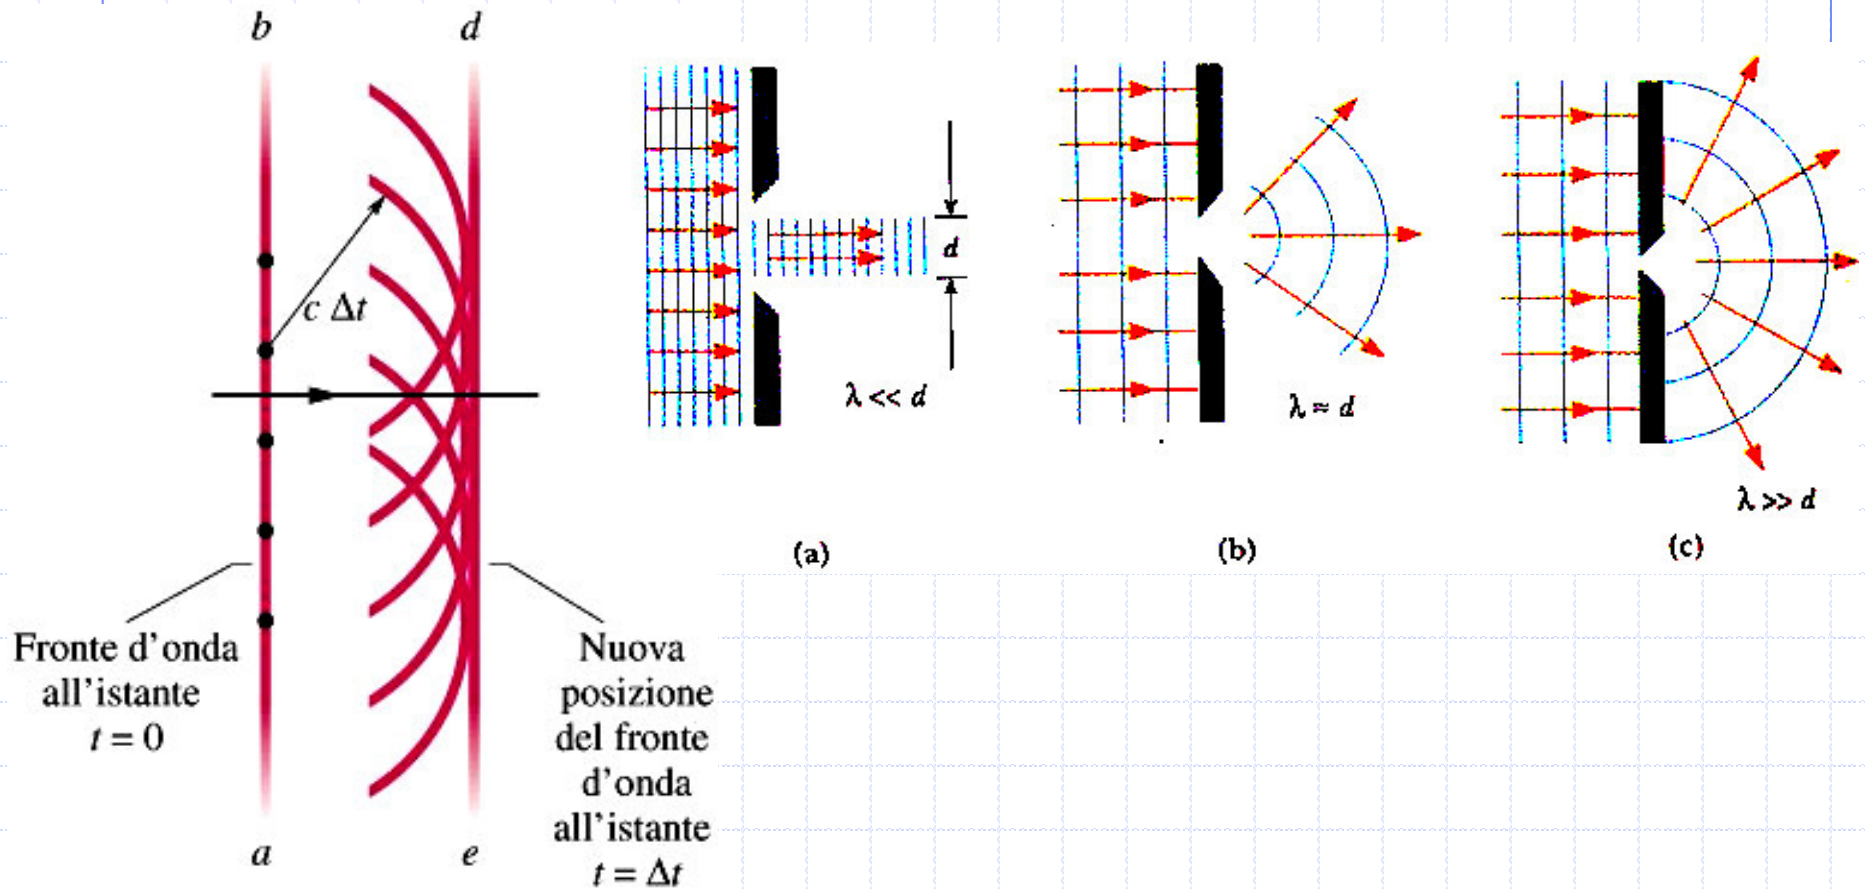 b
d
c Δt
Fronte d'onda
all'istante
t = 0
Nuova
posizione
del fronte
d'onda
all'istante
t = Δt
a
e
d
λ << d
(a)
λ ≈ d
(b)
λ >> d
(c)